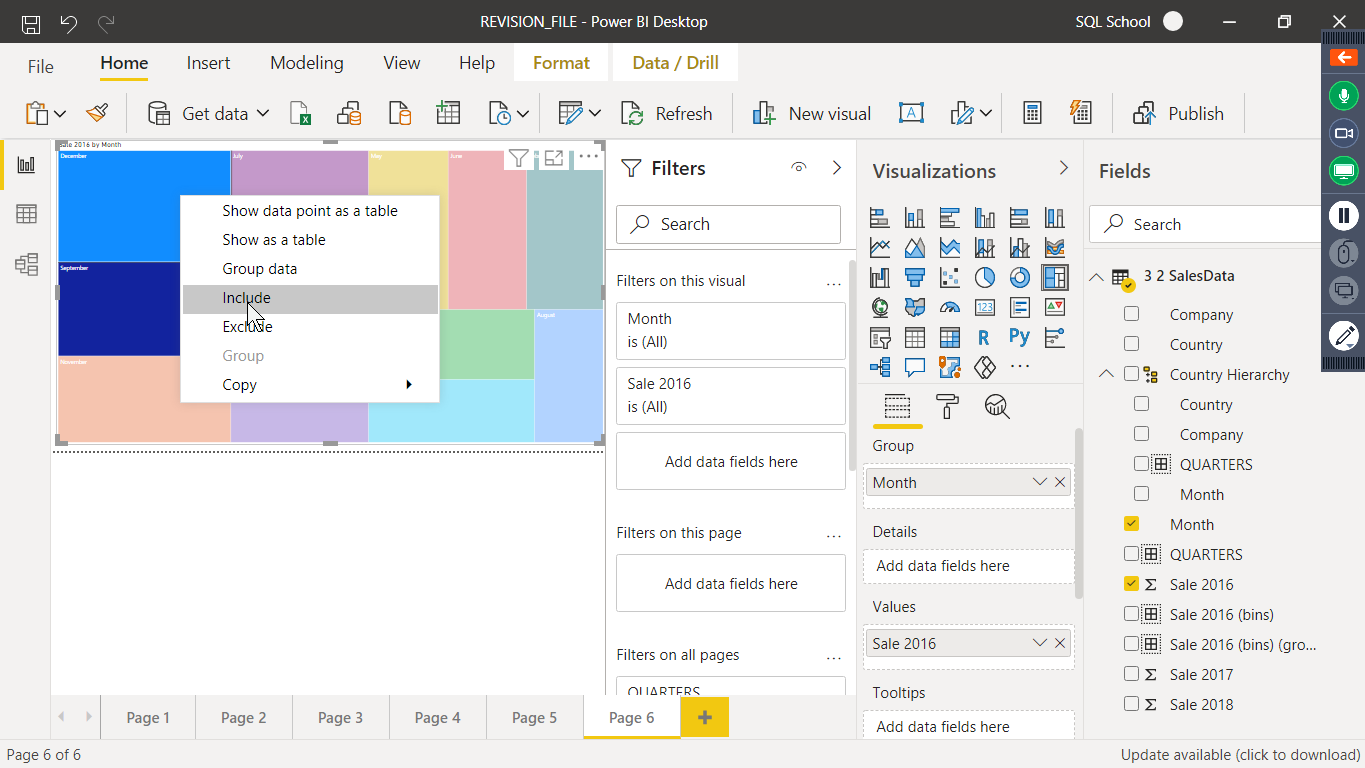 REVISION_FILE - Power BI Desktop
SQL School
File
Home
Insert
Modeling
View
Help
Format
Data / Drill
Get data
Refresh
New visual
Publish
Sale 2016 by Month
December
July
May
June
September
August
November
Show data point as a table
Show as a table
Group data
Include
Exclude
Group
Copy
Filters
Search
Filters on this visual
...
Month
is (All)
Sale 2016
is (All)
Add data fields here
Filters on this page
...
Add data fields here
Filters on all pages
...
QUARTERS
Visualizations
123
R
Py
...
Group
Month
Details
Add data fields here
Values
Sale 2016
Tooltips
Add data fields here
Fields
Search
3 2 SalesData
Company
Country
Country Hierarchy
Country
Company
QUARTERS
Month
Month
QUARTERS
Σ Sale 2016
Sale 2016 (bins)
Sale 2016 (bins) (gro...
Σ Sale 2017
Σ Sale 2018
Page 1
Page 2
Page 3
Page 4
Page 5
Page 6
Page 6 of 6
Update available (click to download)